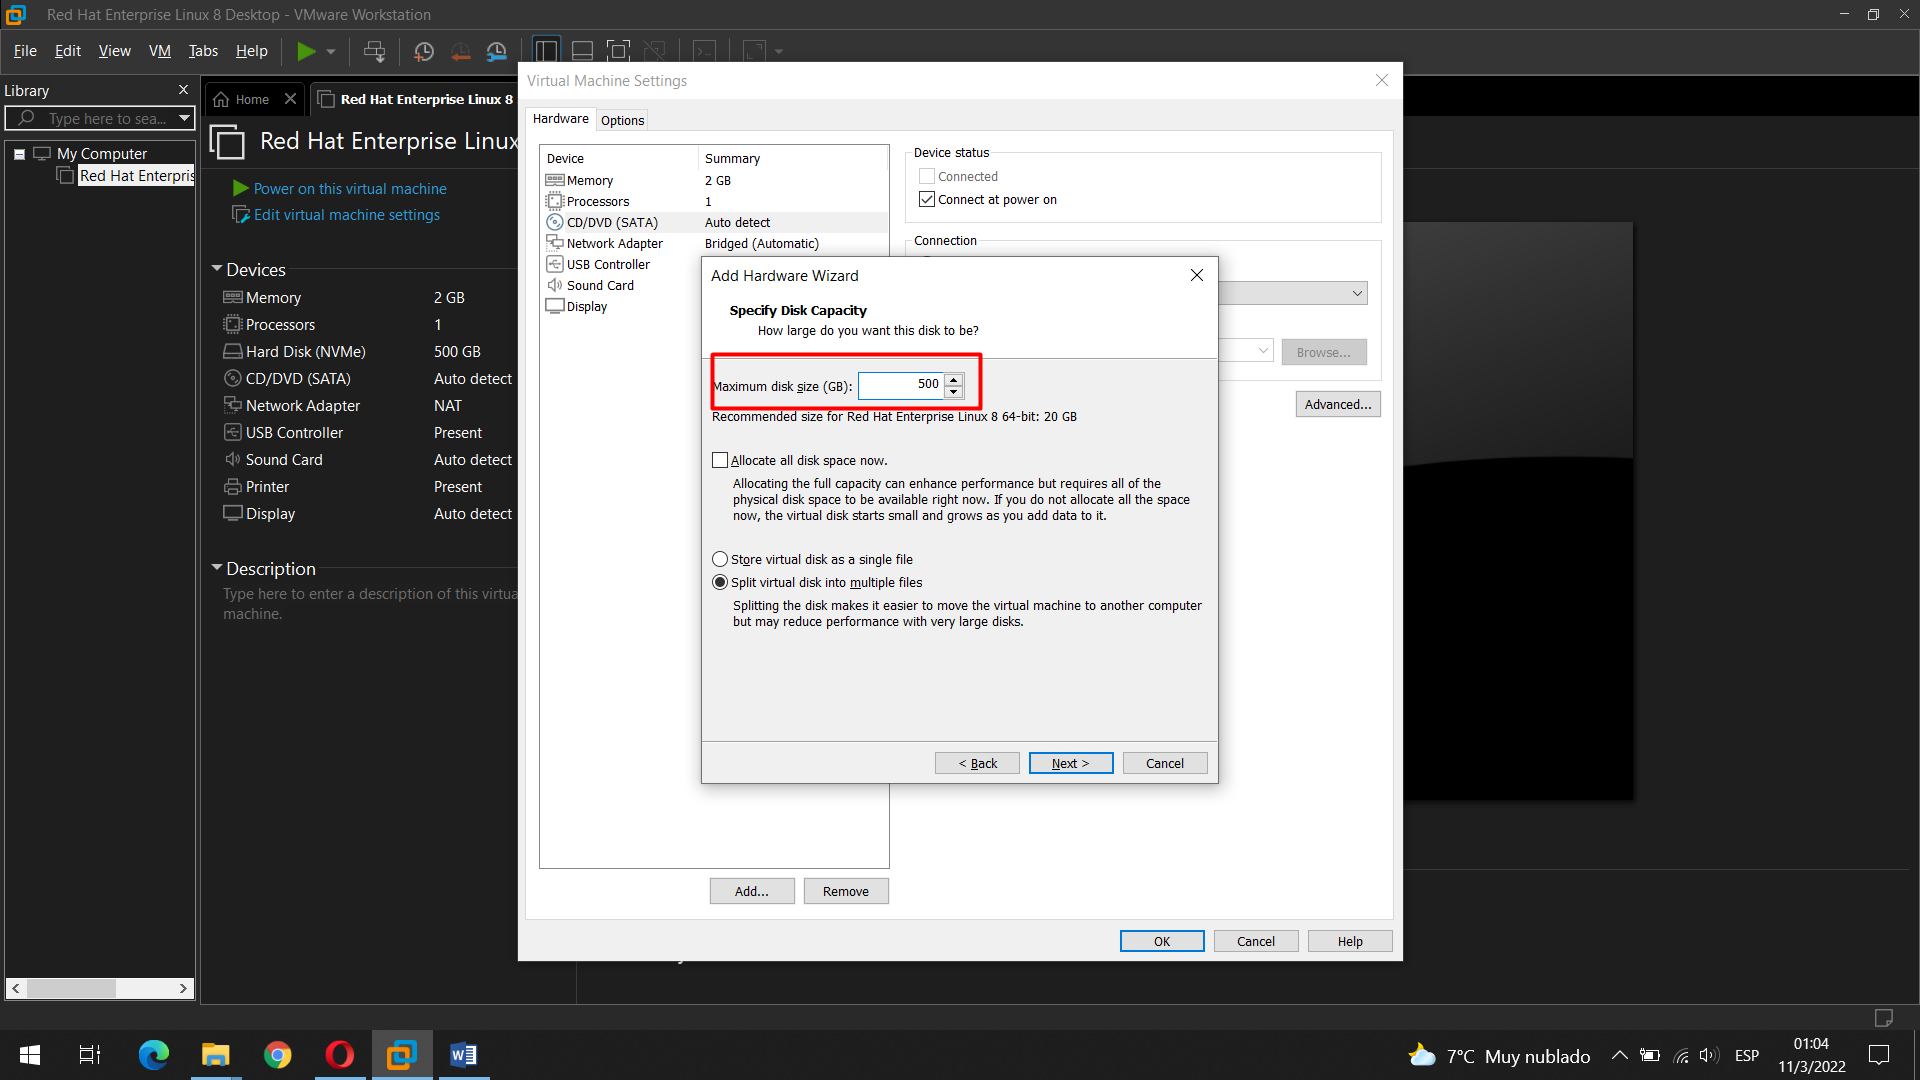 Red Hat Enterprise Linux 8 Desktop - VMware Workstation
File Edit View VM Tabs Help
Library
Type here to sea...
My Computer
Red Hat Enterpris
Home
Red Hat Enterprise Linux 8
Red Hat Enterprise Linux
Power on this virtual machine
Edit virtual machine settings
Devices
Memory 2 GB
Processors 1
Hard Disk (NVMe) 500 GB
CD/DVD (SATA) Auto detect
Network Adapter NAT
USB Controller Present
Sound Card Auto detect
Printer Present
Display Auto detect
Description
Type here to enter a description of this virtua
machine.
Virtual Machine Settings
Hardware Options
Device Summary
Memory 2 GB
Processors 1
CD/DVD (SATA) Auto detect
Network Adapter Bridged (Automatic)
USB Controller
Sound Card
Display
Device status
Connected
Connect at power on
Connection
Browse...
Advanced...
Add Hardware Wizard
Specify Disk Capacity
How large do you want this disk to be?
Maximum disk size (GB): 500
Recommended size for Red Hat Enterprise Linux 8 64-bit: 20 GB
Allocate all disk space now.
Allocating the full capacity can enhance performance but requires all of the
physical disk space to be available right now. If you do not allocate all the space
now, the virtual disk starts small and grows as you add data to it.
Store virtual disk as a single file
Split virtual disk into multiple files
Splitting the disk makes it easier to move the virtual machine to another computer
but may reduce performance with very large disks.
< Back Next > Cancel
Add... Remove
OK Cancel Help
7°C Muy nublado
ESP
01:04
11/3/2022